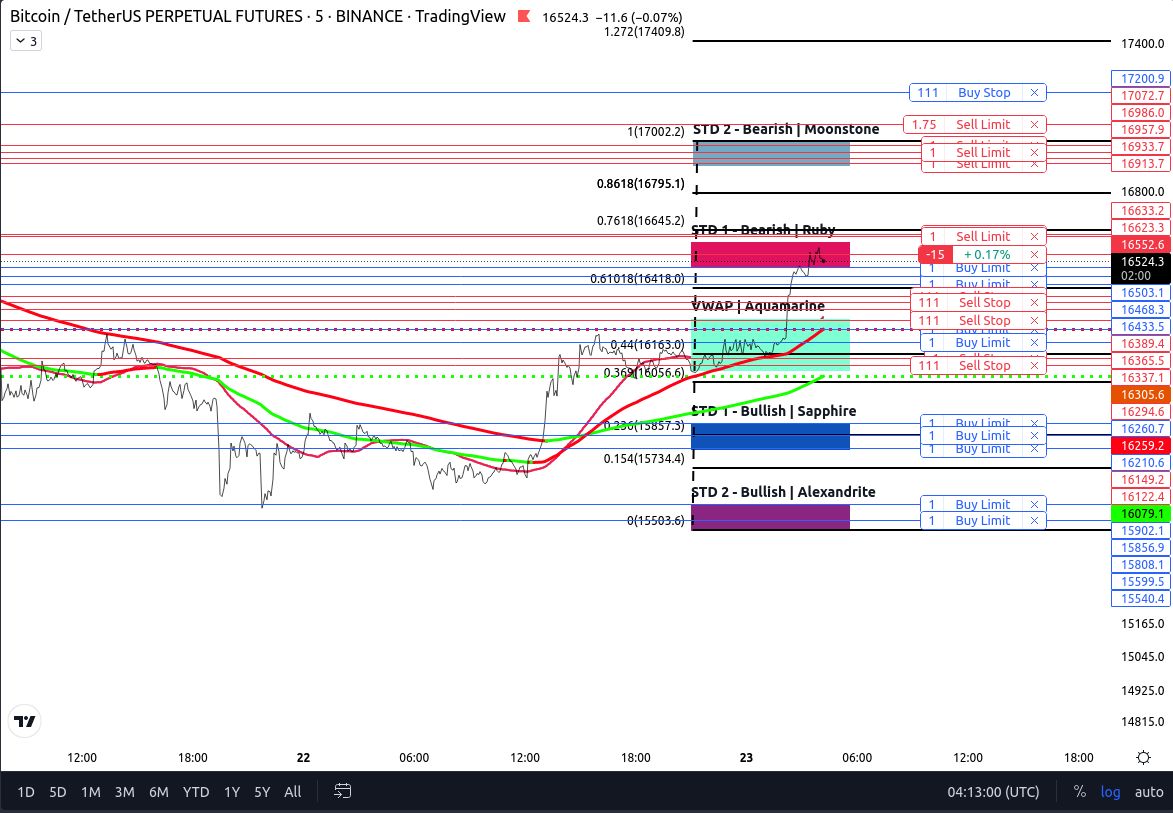 Bitcoin / TetherUS PERPETUAL FUTURES · 5 · BINANCE · TradingView 16524.3 −11.6 (−0.07%)
3
1.272(17409.8)
17400.0
17200.9
111 Buy Stop
17072.7
16986.0
1.75 Sell Limit
1(17002.2)
STD 2 - Bearish | Moonstone
16957.9
Sell Limit
16933.7
1 Sell Limit
16913.7
1 Sell Limit
0.8618(16795.1)
16800.0
16633.2
0.7618(16645.2)
16623.3
STD 1 - Bearish | Ruby
1 Sell Limit
16552.6
-15 +0.17%
16524.3
02:00
1 Buy Limit
0.61018(16418.0)
1 Buy Limit
16503.1
111 Sell Stop
16468.3
VWAP | Aquamarine
111 Sell Stop
16433.5
0.44(16163.0)
1 Buy Limit
16389.4
16365.5
111 Sell Stop
0.369(16056.6)
16337.1
16305.6
16294.6
STD 1 - Bullish | Sapphire
0.236(15857.3)
1 Buy Limit
16260.7
1 Buy Limit
16259.2
1 Buy Limit
0.154(15734.4)
16210.6
16149.2
STD 2 - Bullish | Alexandrite
16122.4
1 Buy Limit
16079.1
0(15503.6)
1 Buy Limit
15902.1
15856.9
15808.1
15599.5
15540.4
15165.0
15045.0
14925.0
14815.0
12:00 18:00 22 06:00 12:00 18:00 23 06:00 12:00 18:00
1D 5D 1M 3M 6M YTD 1Y 5Y All 04:13:00 (UTC) % log auto